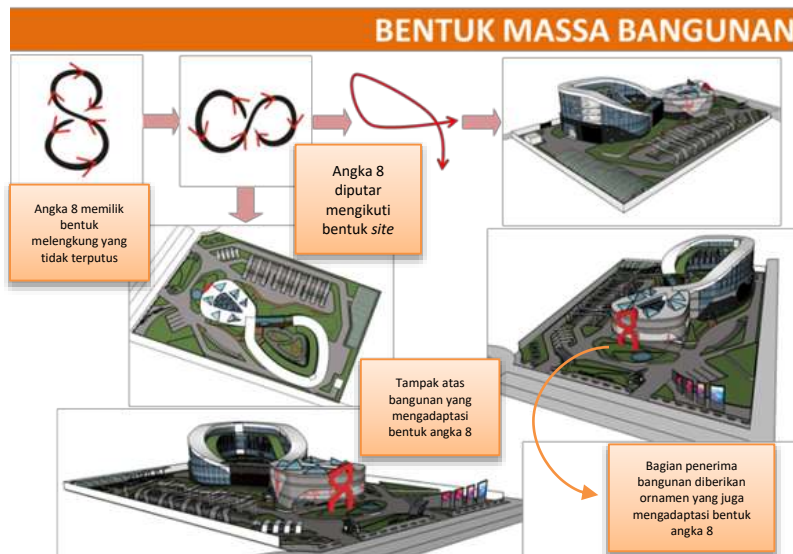 BENTUK MASSA BANGUNAN
Angka 8 memilik
bentuk
melengkung yang
tidak terputus
Angka 8
diputar
mengikuti
bentuk site
Tampak atas
bangunan yang
mengadaptasi
bentuk angka 8
Bagian penerima
bangunan diberikan
ornamen yang juga
mengadaptasi bentuk
angka 8